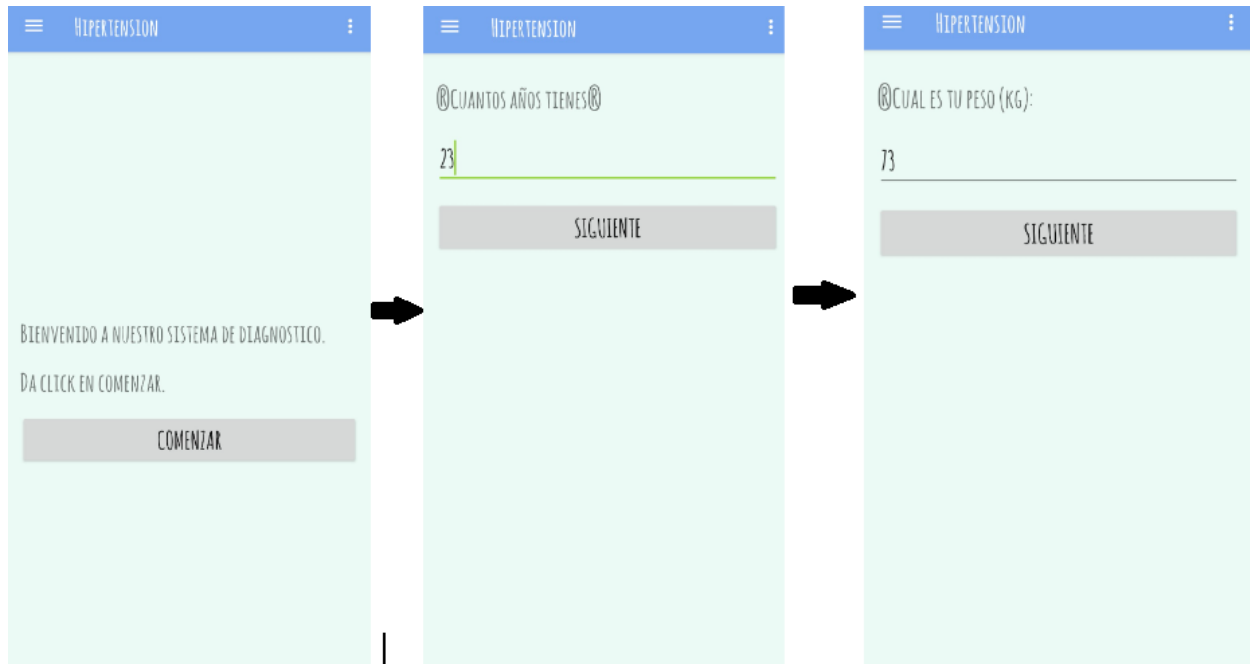 HIPERTENSION
BIENVENIDO A NUESTRO SISTEMA DE DIAGNOSTICO.
DA CLICK EN COMENZAR.
COMENZAR
HIPERTENSION
®CUANTOS AÑOS TIENES®
23
SIGUIENTE
HIPERTENSION
®CUAL ES TU PESO (KG):
73
SIGUIENTE